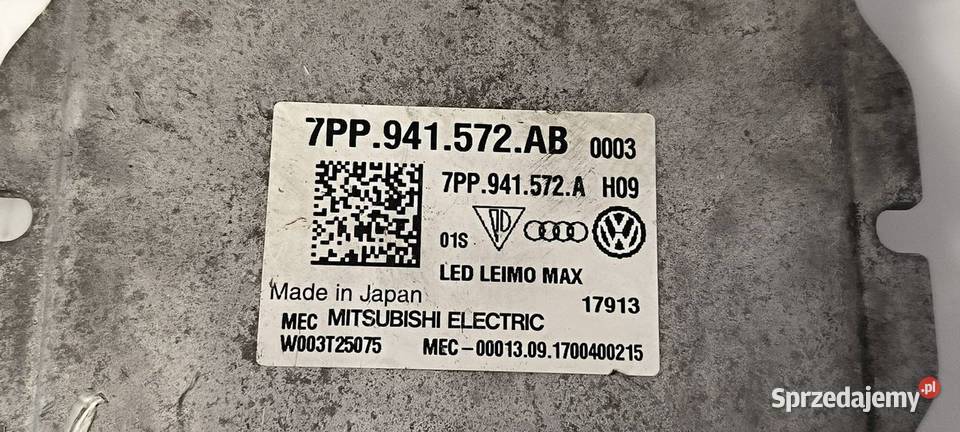 7PP.941.572.AB 0003
7PP.941.572.A H09
01S
LED LEIMO MAX
Made in Japan 17913
MEC MITSUBISHI ELECTRIC
W003T25075 MEC-00013.09.1700400215
Sprzedajemy.pl